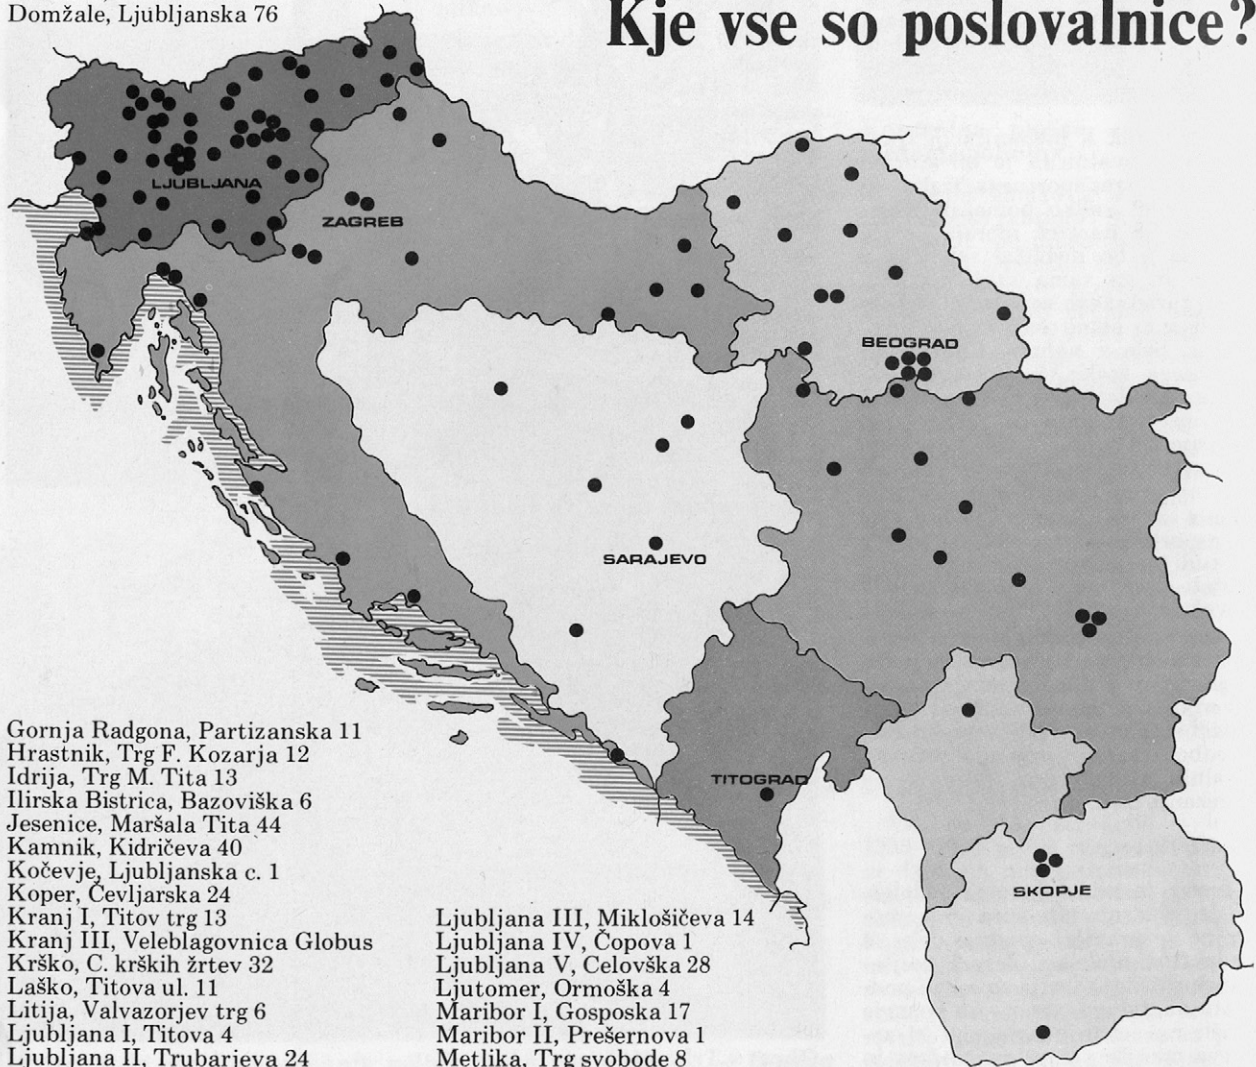 Domžale, Ljubljanska 76
Kje vse so poslovalnice?
LJUBLJANA
ZAGREB
BEOGRAD
SARAJEVO
TITOGRAD
SKOPJE
Gornja Radgona, Partizanska 11
Hrastnik, Trg F. Kozarja 12
Idrija, Trg M. Tita 13
Ilirska Bistrica, Bazoviška 6
Jesenice, Maršala Tita 44
Kamnik, Kidričeva 40
Kočevje, Ljubljanska c. 1
Koper, Čevljarska 24
Kranj I, Titov trg 13
Kranj III, Veleblagovnica Globus
Krško, C. krških žrtev 32
Laško, Titova ul. 11
Litija, Valvazorjev trg 6
Ljubljana I, Titova 4
Ljubljana II, Trubarjeva 24
Ljubljana III, Miklošičeva 14
Ljubljana IV, Čopova 1
Ljubljana V, Celovška 28
Ljutomer, Ormoška 4
Maribor I, Gosposka 17
Maribor II, Prešernova 1
Metlika, Trg svobode 8